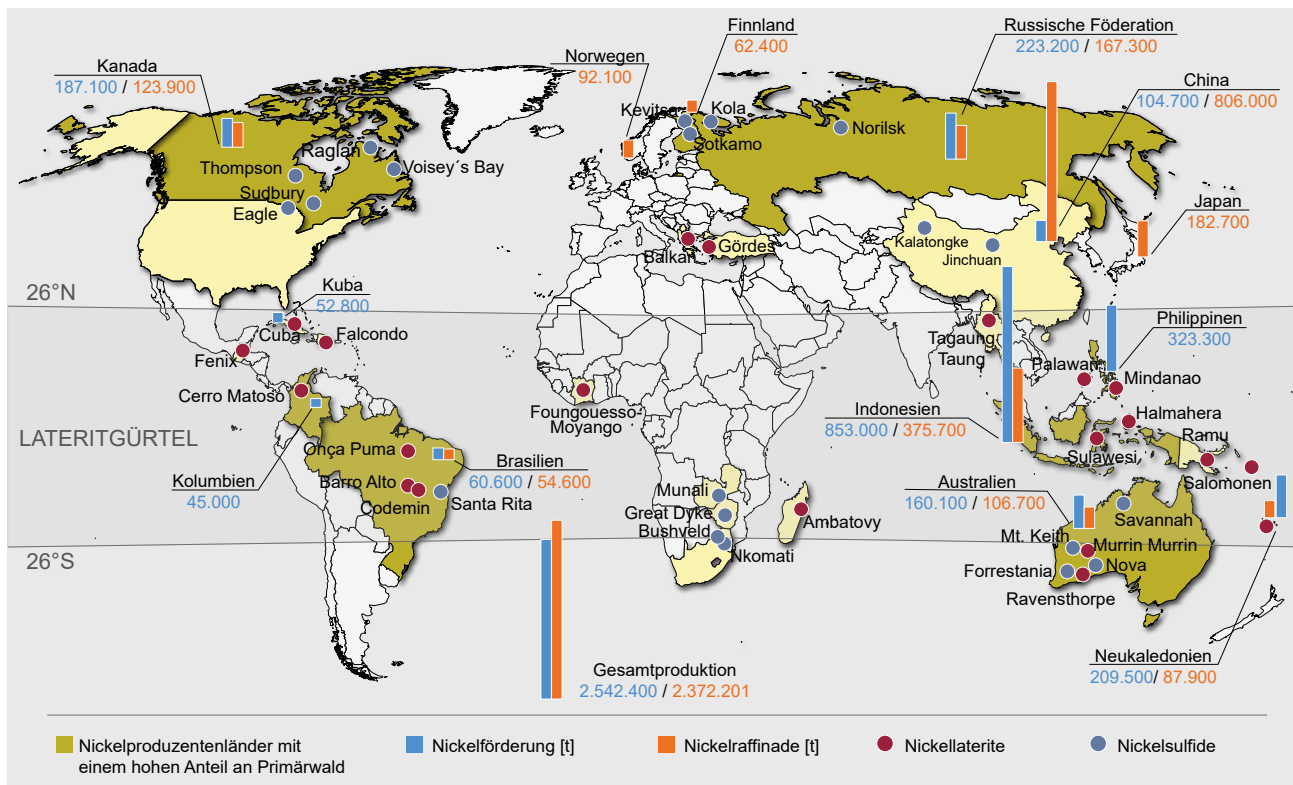 Finnland
62.400
Russische Föderation
223.200 / 167.300
Norwegen
92.100
Kanada
187.100 / 123.900
China
104.700 / 806.000
Kevitsa
Kola
Norilsk
Sotkamo
Raglan
Thompson
Voisey´s Bay
Sudbury
Eagle
Japan
182.700
Kalatongke
Jinchuan
Gördes
Balkan
26°N
Kuba
52.800
Cuba
Falcondo
Fenix
Philippinen
323.300
Tagaung
Taung
Palawan
Mindanao
Cerro Matoso
Foungouesso-
Moyango
Indonesien
853.000 / 375.700
Halmahera
LATERITGÜRTEL
Onça Puma
Ramu
Sulawesi
Brasilien
60.600 / 54.600
Kolumbien
45.000
Barro Alto
Codemin
Santa Rita
Munali
Great Dyke
Bushveld
Nkomati
Ambatovy
Australien
160.100 / 106.700
Salomonen
Savannah
26°S
Mt. Keith
Murrin Murrin
Nova
Forrestania
Ravensthorpe
Neukaledonien
209.500/ 87.900
Gesamtproduktion
2.542.400 / 2.372.201
Nickelproduzentenländer mit
einem hohen Anteil an Primärwald
Nickelförderung [t]
Nickelraffinade [t]
Nickellaterite
Nickelsulfide